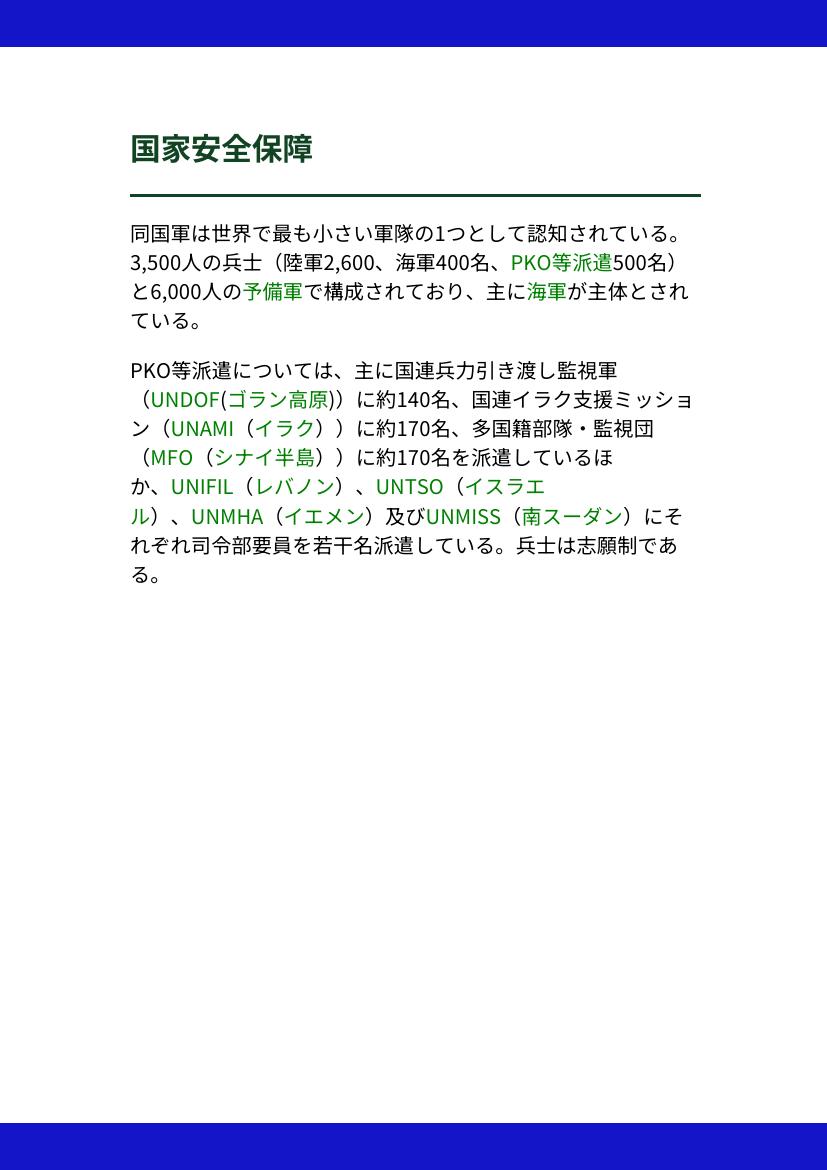 国家安全保障
同国軍は世界で最も小さい軍隊の1つとして認知されている。
3,500人の兵士（陸軍2,600、海軍400名、PKO等派遣500名）
と6,000人の予備軍で構成されており、主に海軍が主体とされ
ている。
PKO等派遣については、主に国連兵力引き渡し監視軍
（UNDOF(ゴラン高原)）に約140名、国連イラク支援ミッショ
ン（UNAMI（イラク））に約170名、多国籍部隊・監視団
（MFO（シナイ半島））に約170名を派遣しているほ
か、UNIFIL（レバノン）、UNTSO（イスラエ
ル）、UNMHA（イエメン）及びUNMISS（南スーダン）にそ
れぞれ司令部要員を若干名派遣している。兵士は志願制であ
る。